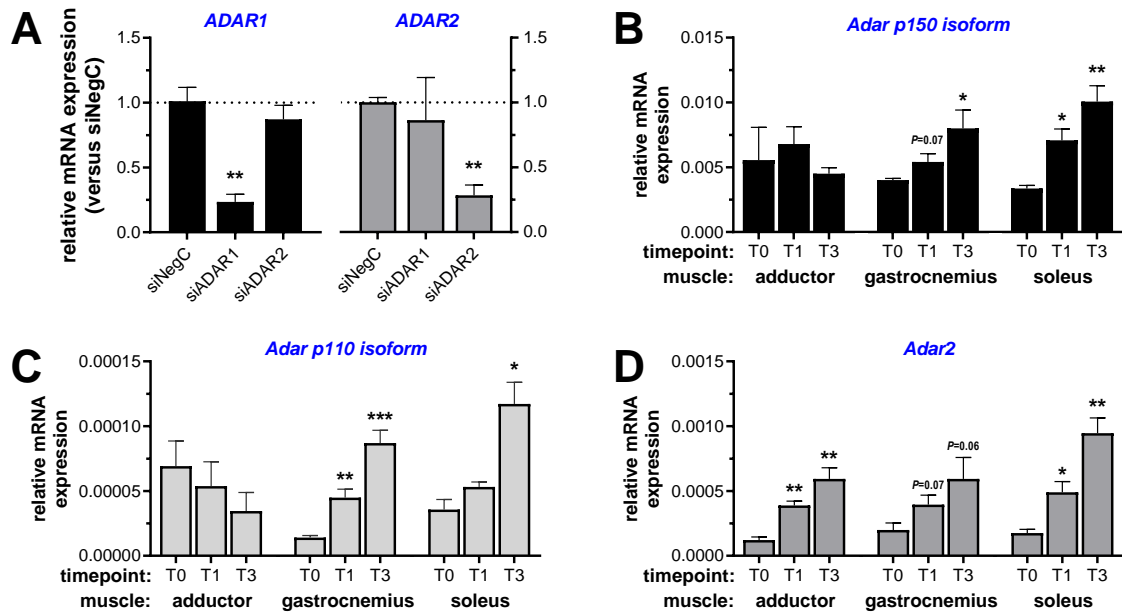 A
ADAR1
ADAR2
relative mRNA expression
(versus siNegC)
1.5
1.0
0.5
0.0
**
siNegC
siADAR1
siADAR2
**
siNegC
siADAR1
siADAR2
1.5
1.0
0.5
0.0
B
Adar p150 isoform
relative mRNA
expression
0.015
0.010
0.005
0.000
P=0.07
*
*
**
timepoint: T0 T1 T3 T0 T1 T3 T0 T1 T3
muscle: adductor gastrocnemius soleus
C
Adar p110 isoform
relative mRNA
expression
0.00015
0.00010
0.00005
0.00000
**
***
*
timepoint: T0 T1 T3 T0 T1 T3 T0 T1 T3
muscle: adductor gastrocnemius soleus
D
Adar2
relative mRNA
expression
0.0015
0.0010
0.0005
0.0000
**
**
P=0.07
P=0.06
*
**
timepoint: T0 T1 T3 T0 T1 T3 T0 T1 T3
muscle: adductor gastrocnemius soleus